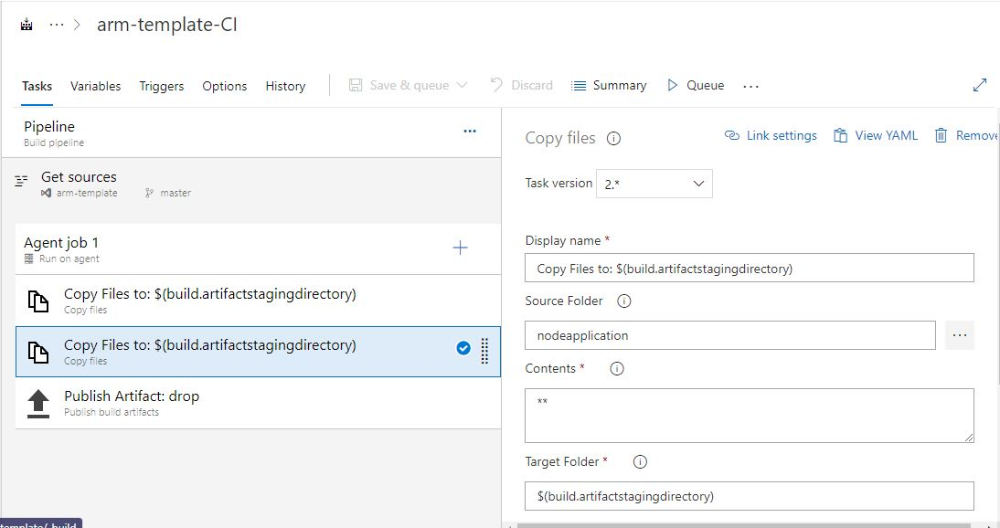 ··· > arm-template-CI
Tasks Variables Triggers Options History Save & queue Discard Summary Queue ...
Pipeline
Build pipeline
Get sources
arm-template master
Agent job 1
Run on agent
Copy Files to: $(build.artifactstagingdirectory)
Copy files
Copy Files to: $(build.artifactstagingdirectory)
Copy files
Publish Artifact: drop
Publish build artifacts
Copy files Link settings View YAML Remove
Task version 2.*
Display name *
Copy Files to: $(build.artifactstagingdirectory)
Source Folder
nodeapplication
Contents *
**
Target Folder *
$(build.artifactstagingdirectory)